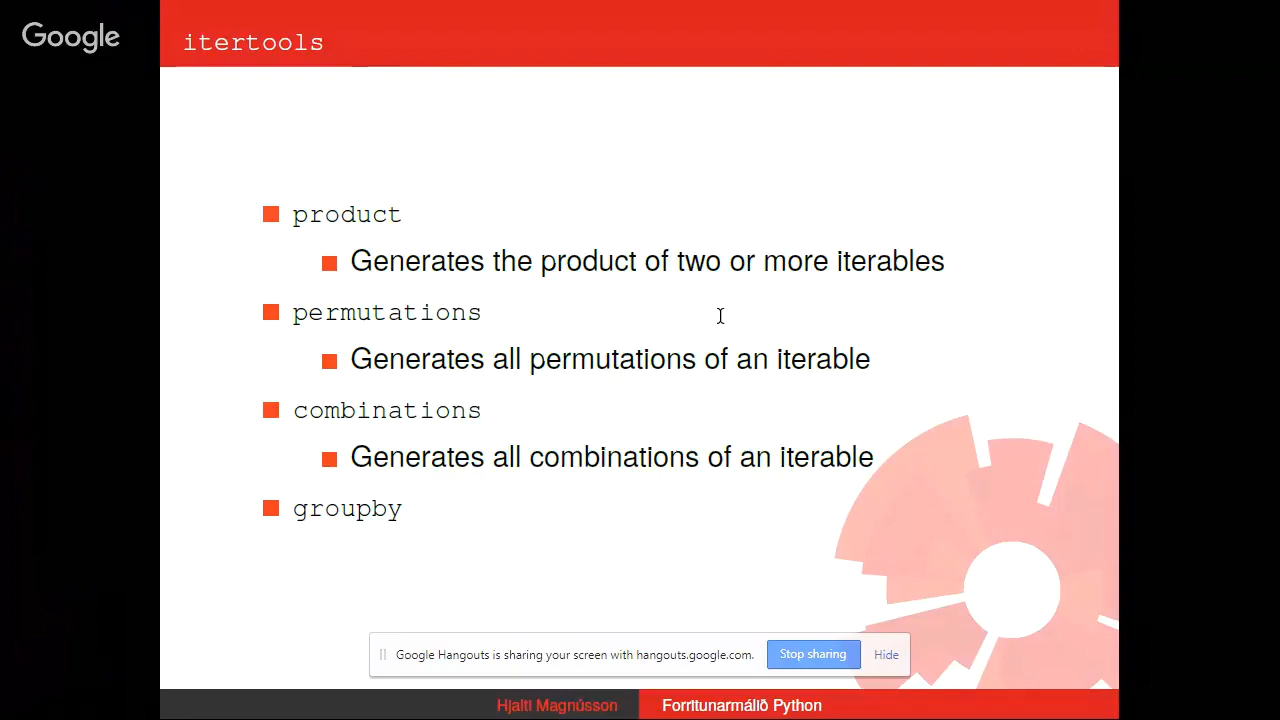 Google
itertools
product
Generates the product of two or more iterables
permutations
Generates all permutations of an iterable
combinations
Generates all combinations of an iterable
groupby
Google Hangouts is sharing your screen with hangouts.google.com.
Stop sharing
Hide
Hjalti Magnússon
Forritunarmálið Python